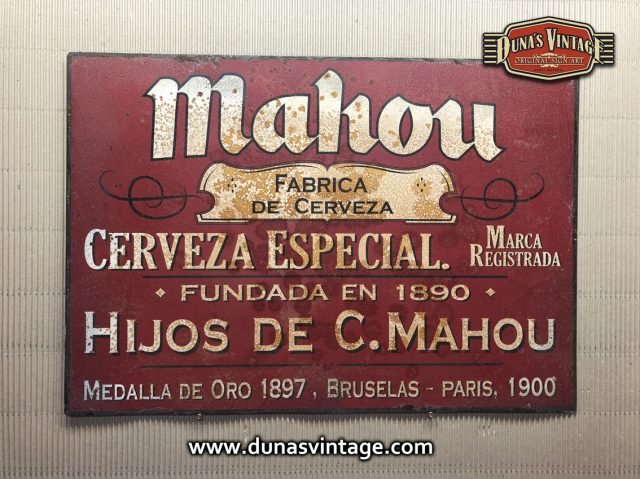 DUNA'S VINTAGE
ORIGINAL SIGN ART
Mahou
FABRICA
DE CERVEZA
CERVEZA ESPECIAL.
MARCA
REGISTRADA
FUNDADA EN 1890
HIJOS DE C.MAHOU
MEDALLA DE ORO 1897 , BRUSELAS - PARIS, 1900
www.dunasvintage.com